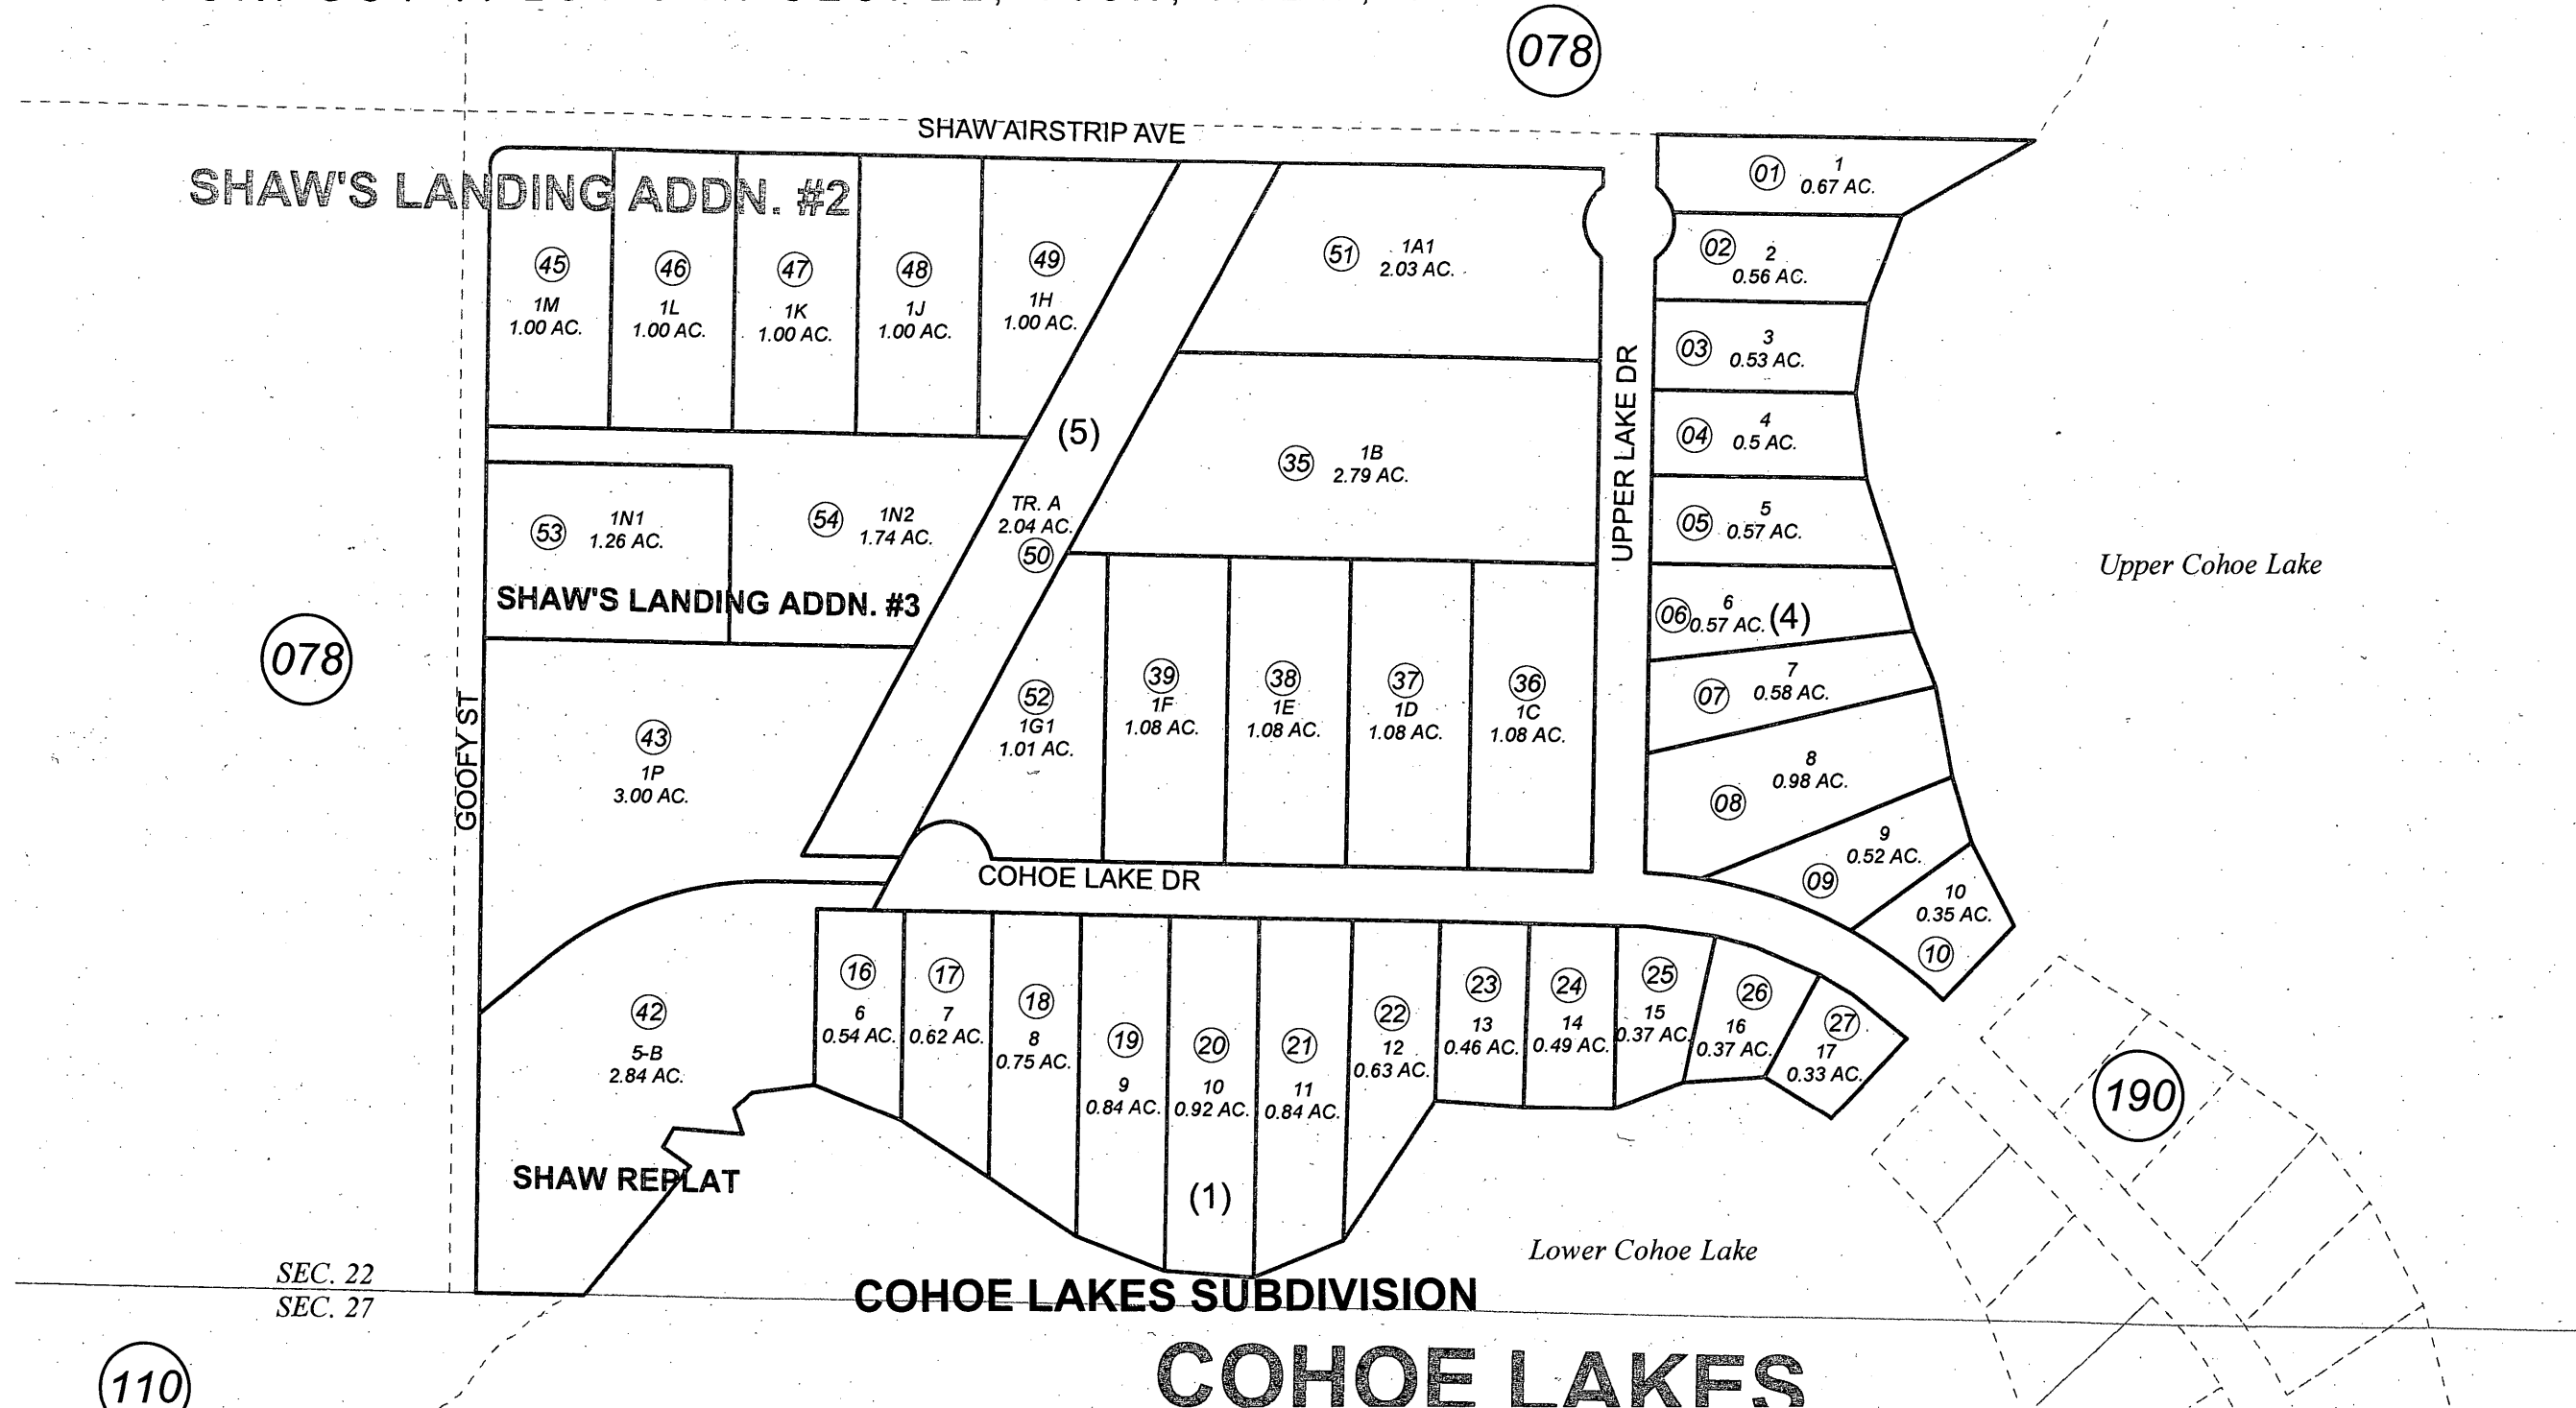 078
SHAW AIRSTRIP AVE
SHAW'S LANDING ADDN. #2
01
1
0.67 AC.
45
1M
1.00 AC.
46
1L
1.00 AC.
47
1K
1.00 AC.
48
1J
1.00 AC.
49
1H
1.00 AC.
51
1A1
2.03 AC.
02
2
0.56 AC.
03
3
0.53 AC.
UPPER LAKE DR
(5)
35
1B
2.79 AC.
04
4
0.5 AC.
53
1N1
1.26 AC.
54
1N2
1.74 AC.
TR. A
2.04 AC.
50
05
5
0.57 AC.
Upper Cohoe Lake
SHAW'S LANDING ADDN. #3
06
6
0.57 AC.
(4)
078
GOOFY ST
43
1P
3.00 AC.
52
1G1
1.01 AC.
39
1F
1.08 AC.
38
1E
1.08 AC.
37
1D
1.08 AC.
36
1C
1.08 AC.
07
7
0.58 AC.
08
8
0.98 AC.
09
9
0.52 AC.
10
0.35 AC.
10
COHOE LAKE DR
42
5-B
2.84 AC.
16
6
0.54 AC.
17
7
0.62 AC.
18
8
0.75 AC.
19
9
0.84 AC.
20
10
0.92 AC.
21
11
0.84 AC.
22
12
0.63 AC.
23
13
0.46 AC.
24
14
0.49 AC.
25
15
0.37 AC.
26
16
0.37 AC.
27
17
0.33 AC.
190
SHAW REPLAT
(1)
Lower Cohoe Lake
SEC. 22
SEC. 27
COHOE LAKES SUBDIVISION
110
COHOE LAKES